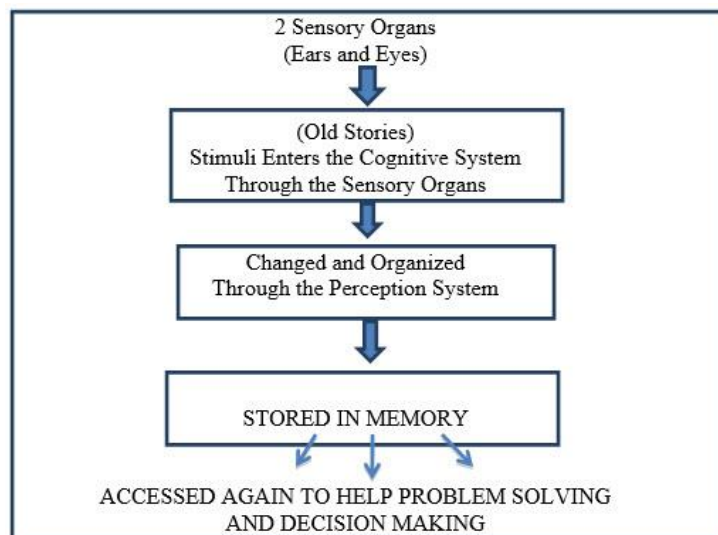 2 Sensory Organs
(Ears and Eyes)
(Old Stories)
Stimuli Enters the Cognitive System
Through the Sensory Organs
Changed and Organized
Through the Perception System
STORED IN MEMORY
ACCESSED AGAIN TO HELP PROBLEM SOLVING
AND DECISION MAKING